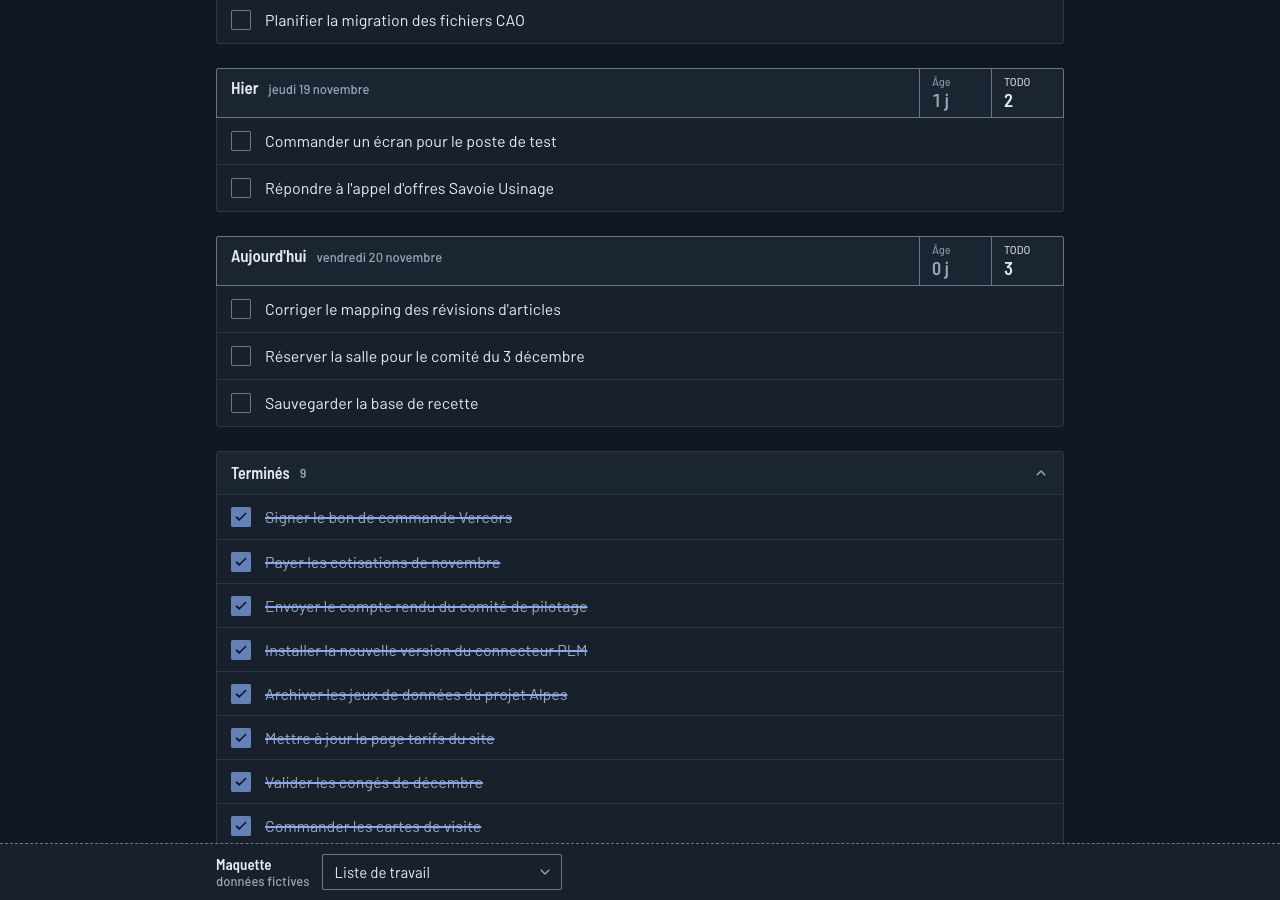 Planifier la migration des fichiers CAO
Hier jeudi 19 novembre
Âge
1 j
TODO
2
Commander un écran pour le poste de test
Répondre à l'appel d'offres Savoie Usinage
Aujourd'hui vendredi 20 novembre
Âge
0 j
TODO
3
Corriger le mapping des révisions d'articles
Réserver la salle pour le comité du 3 décembre
Sauvegarder la base de recette
Terminés 9
Signer le bon de commande Vercors
Payer les cotisations de novembre
Envoyer le compte rendu du comité de pilotage
Installer la nouvelle version du connecteur PLM
Archiver les jeux de données du projet Alpes
Mettre à jour la page tarifs du site
Valider les congés de décembre
Commander les cartes de visite
Maquette
données fictives
Liste de travail